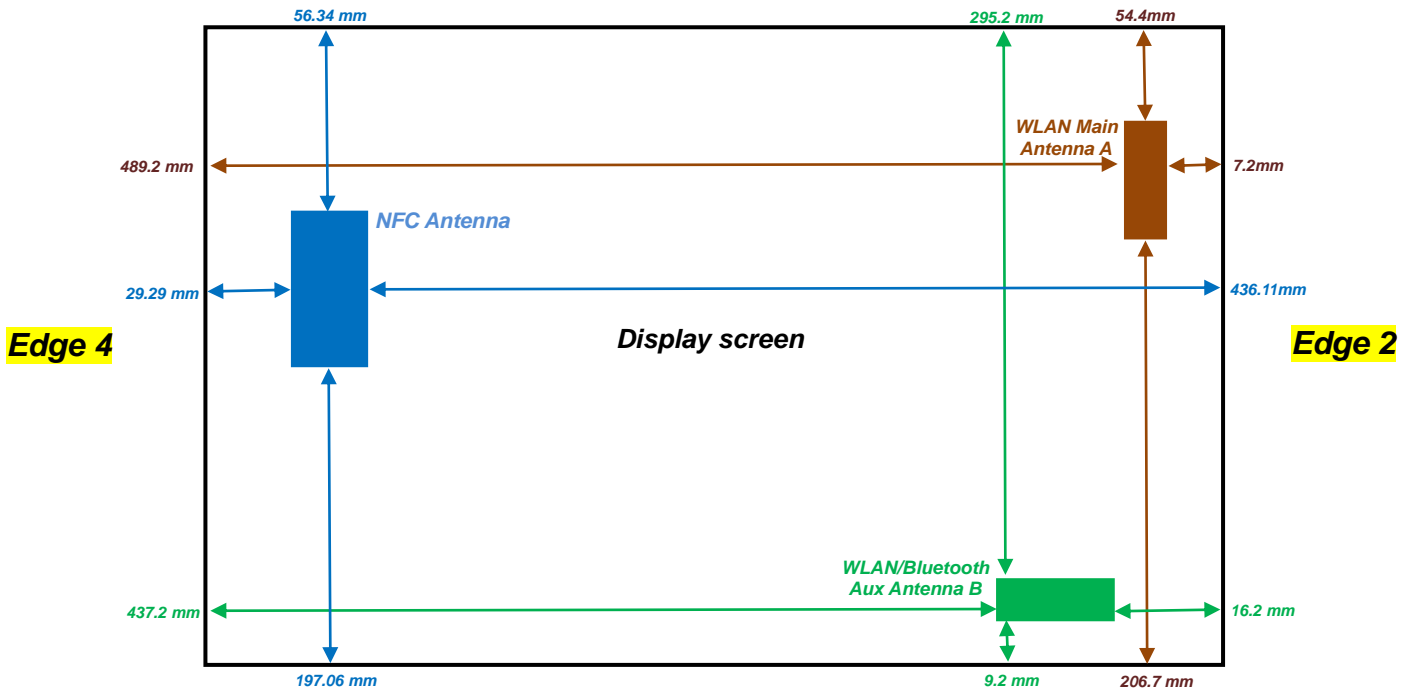 56.34 mm
295.2 mm
54.4mm
WLAN Main
Antenna A
489.2 mm
7.2mm
NFC Antenna
29.29 mm
436.11mm
Edge 4
Display screen
Edge 2
WLAN/Bluetooth
Aux Antenna B
437.2 mm
16.2 mm
197.06 mm
9.2 mm
206.7 mm